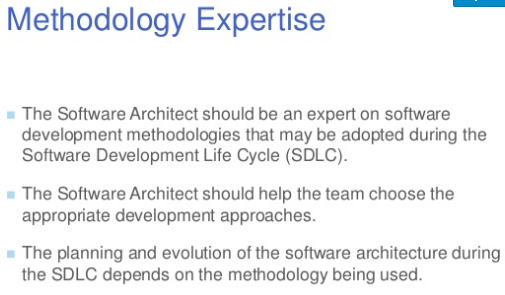 Methodology Expertise
The Software Architect should be an expert on software
development methodologies that may be adopted during the
Software Development Life Cycle (SDLC).
The Software Architect should help the team choose the
appropriate development approaches.
The planning and evolution of the software architecture during
the SDLC depends on the methodology being used.